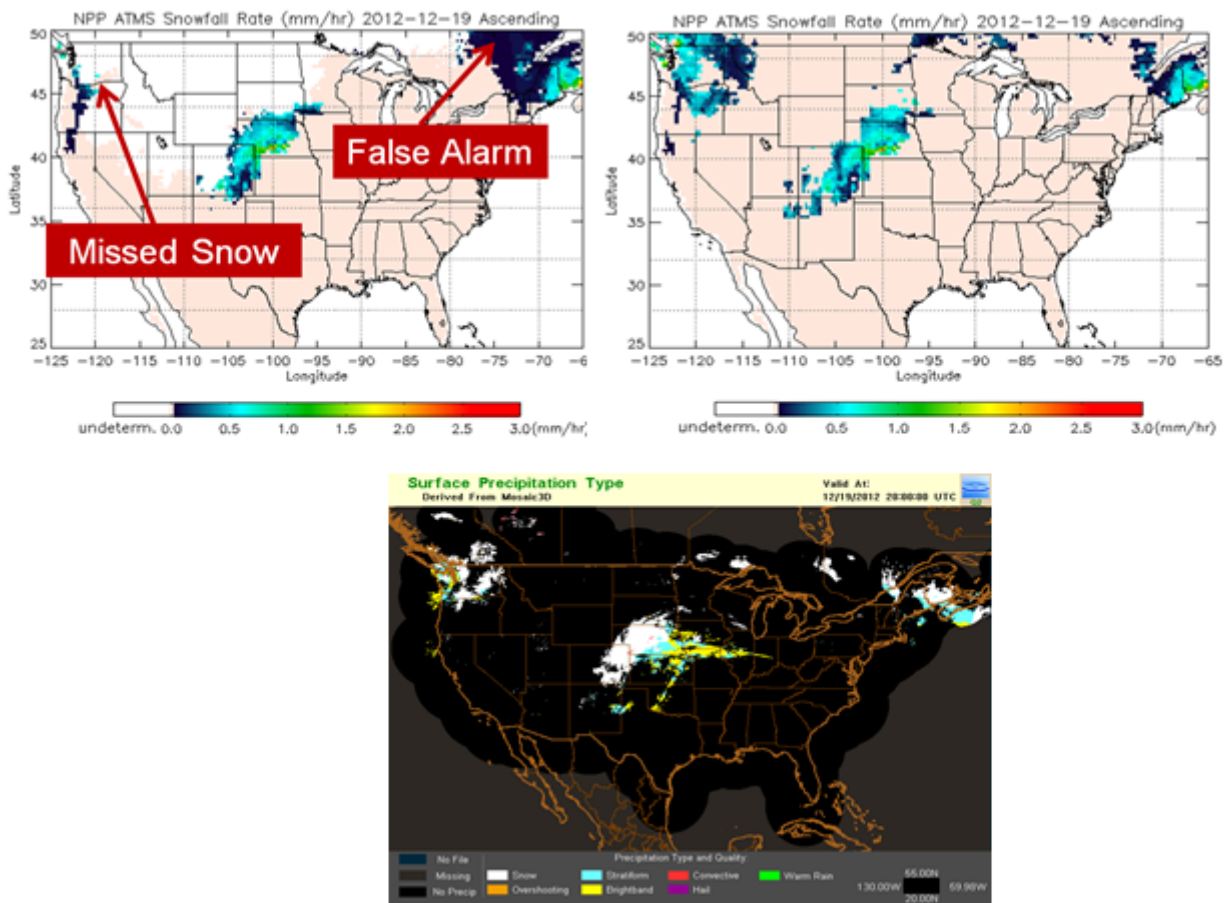 NPP ATMS Snowfall Rate (mm/hr) 2012-12-19 Ascending
50
45
40
35
30
25
Latitude
False Alarm
Missed Snow
-125 -120 -115 -110 -105 -100 -95 -90 -85 -80 -75 -70 -65
Longitude
undeterm. 0.0 0.5 1.0 1.5 2.0 2.5 3.0(mm/hr)
NPP ATMS Snowfall Rate (mm/hr) 2012-12-19 Ascending
50
45
40
35
30
25
Latitude
-125 -120 -115 -110 -105 -100 -95 -90 -85 -80 -75 -70 -65
Longitude
undeterm. 0.0 0.5 1.0 1.5 2.0 2.5 3.0(mm/hr)
Surface Precipitation Type
Derived From Mosaic3D
Valid At:
12/19/2012 20:00:00 UTC
Precipitation Type and Quality:
No File
Missing Snow Stratiform Convective Warm Rain
No Precip Overshooting Brightband Hail
55.00N
130.00W 59.98W
20.00N